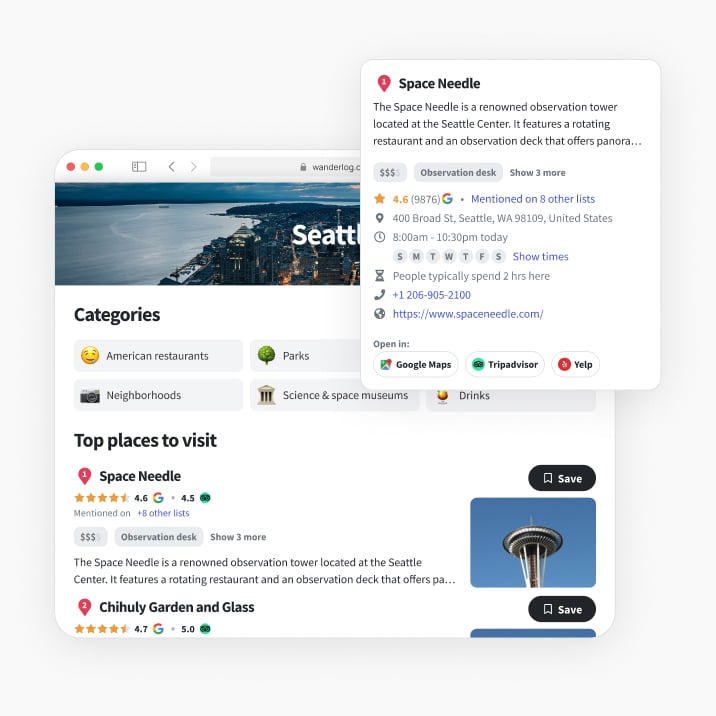 1 Space Needle
The Space Needle is a renowned observation tower
located at the Seattle Center. It features a rotating
restaurant and an observation deck that offers panora…
$$$$ Observation desk Show 3 more
4.6 (9876) G • Mentioned on 8 other lists
400 Broad St, Seattle, WA 98109, United States
8:00am - 10:30pm today
S M T W T F S Show times
People typically spend 2 hrs here
+1 206-905-2100
https://www.spaceneedle.com/
Open in:
Google Maps Tripadvisor Yelp
wanderlog.c
Seattl
Categories
American restaurants Parks
Neighborhoods Science & space museums Drinks
Top places to visit
1 Space Needle Save
4.6 G • 4.5
Mentioned on +8 other lists
$$$$ Observation desk Show 3 more
The Space Needle is a renowned observation tower located at the Seattle
Center. It features a rotating restaurant and an observation deck that offers pa…
2 Chihuly Garden and Glass Save
4.7 G • 5.0